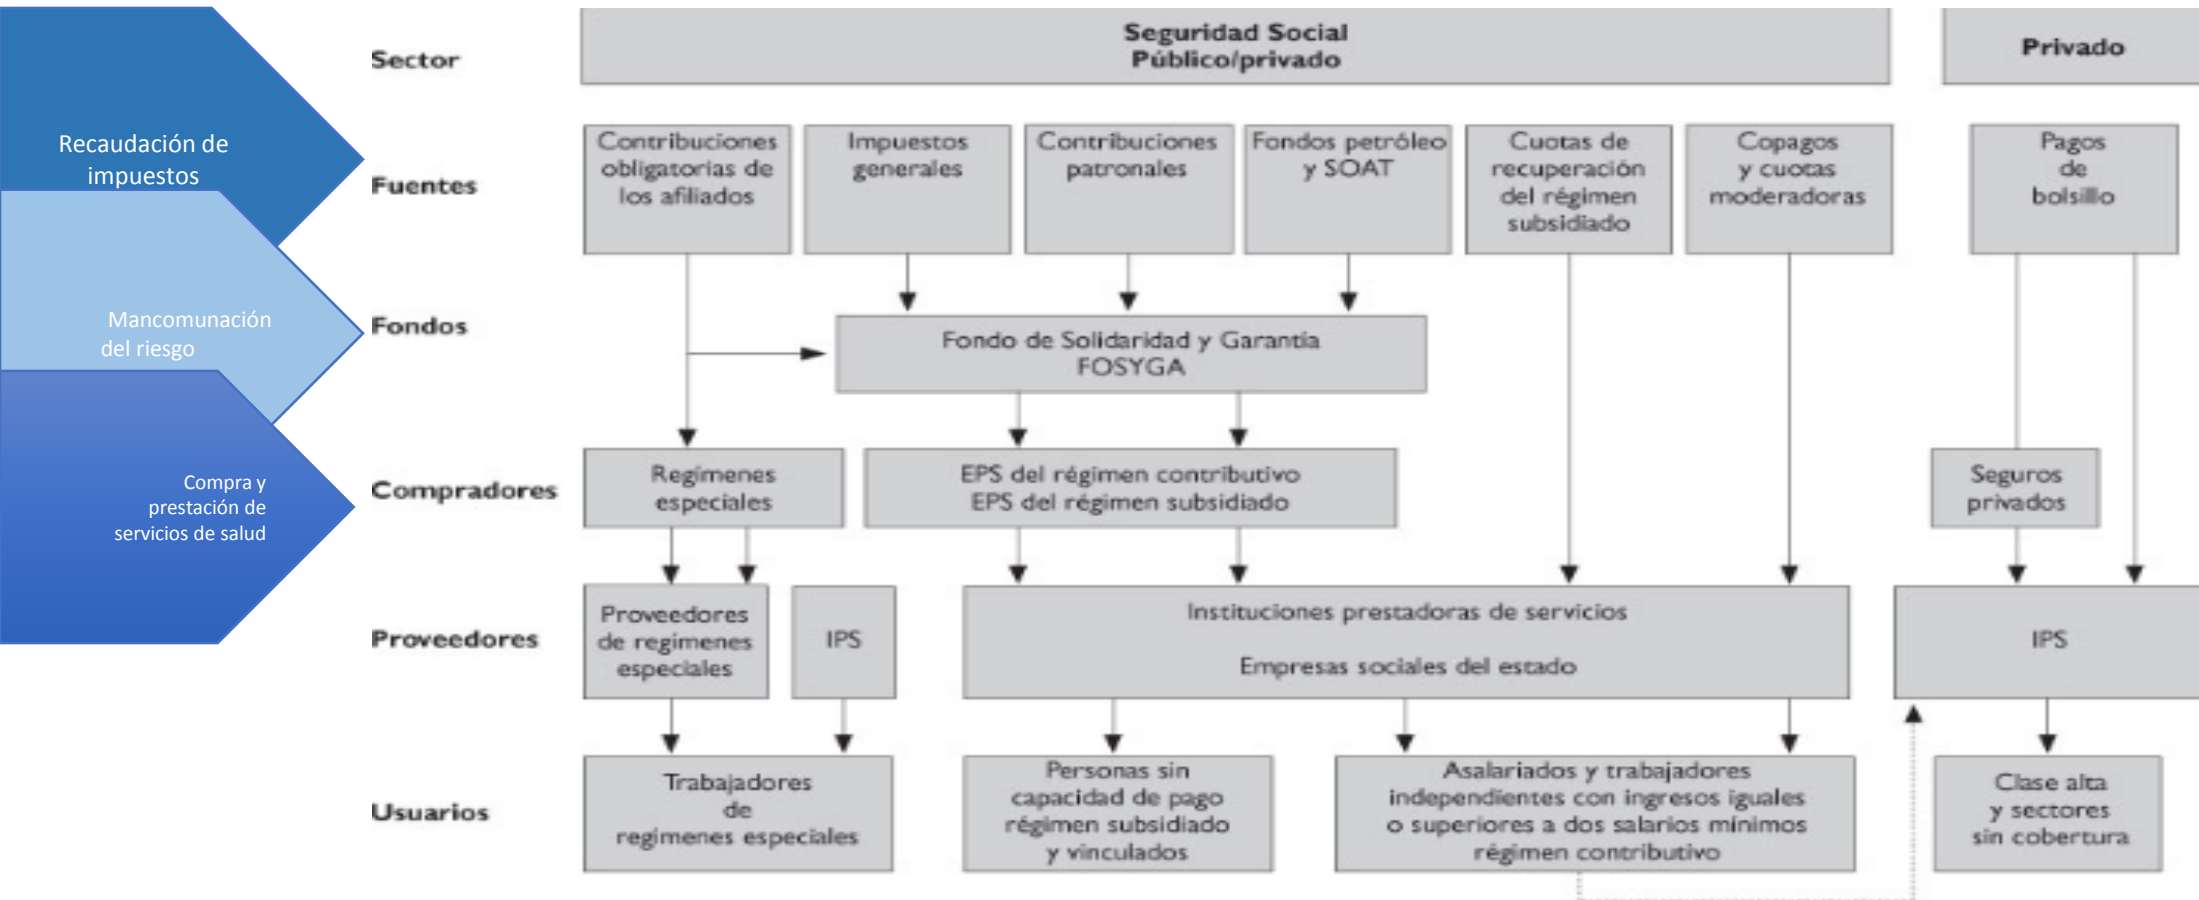 Recaudación de
impuestos
Mancomunación
del riesgo
Compra y
prestación de
servicios de salud
Sector
Seguridad Social
Público/privado
Privado
Fuentes
Contribuciones
obligatorias de
los afiliados
Impuestos
generales
Contribuciones
patronales
Fondos petróleo
y SOAT
Cuotas de
recuperación
del régimen
subsidiado
Copagos
y cuotas
moderadoras
Pagos
de
bolsillo
Fondos
Fondo de Solidaridad y Garantía
FOSYGA
Compradores
Regímenes
especiales
EPS del régimen contributivo
EPS del régimen subsidiado
Seguros
privados
Proveedores
Proveedores
de regímenes
especiales
IPS
Instituciones prestadoras de servicios
Empresas sociales del estado
IPS
Usuarios
Trabajadores
de
regímenes especiales
Personas sin
capacidad de pago
régimen subsidiado
y vinculados
Asalariados y trabajadores
independientes con ingresos iguales
o superiores a dos salarios mínimos
régimen contributivo
Clase alta
y sectores
sin cobertura